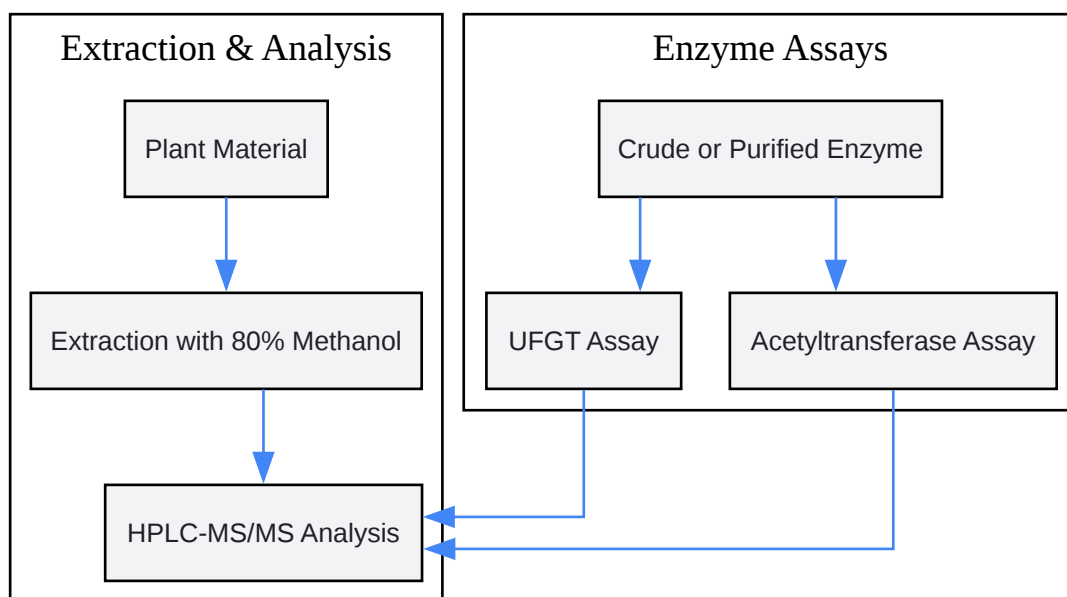 Extraction & Analysis
Plant Material
Extraction with 80% Methanol
HPLC-MS/MS Analysis
Enzyme Assays
Crude or Purified Enzyme
UFGT Assay
Acetyltransferase Assay